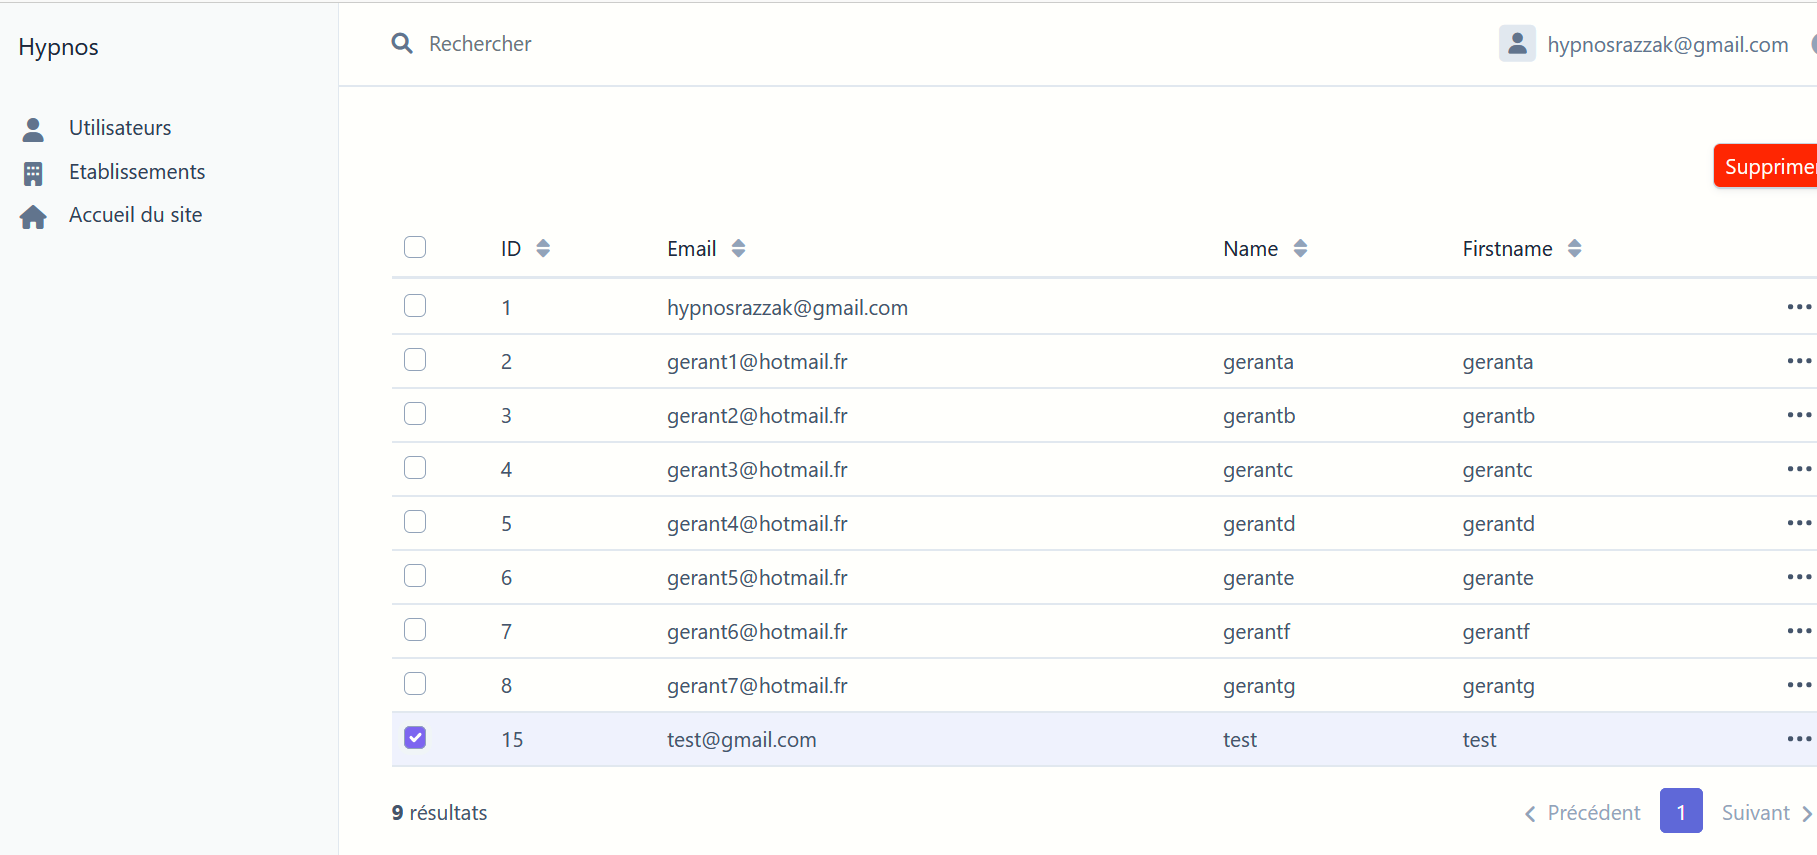 Hypnos
Utilisateurs
Etablissements
Accueil du site
Rechercher
hypnosrazzak@gmail.com
Supprimer
ID Email Name Firstname
1 hypnosrazzak@gmail.com
2 gerant1@hotmail.fr geranta geranta
3 gerant2@hotmail.fr gerantb gerantb
4 gerant3@hotmail.fr gerantc gerantc
5 gerant4@hotmail.fr gerantd gerantd
6 gerant5@hotmail.fr gerante gerante
7 gerant6@hotmail.fr gerantf gerantf
8 gerant7@hotmail.fr gerantg gerantg
15 test@gmail.com test test
9 résultats
Précédent 1 Suivant